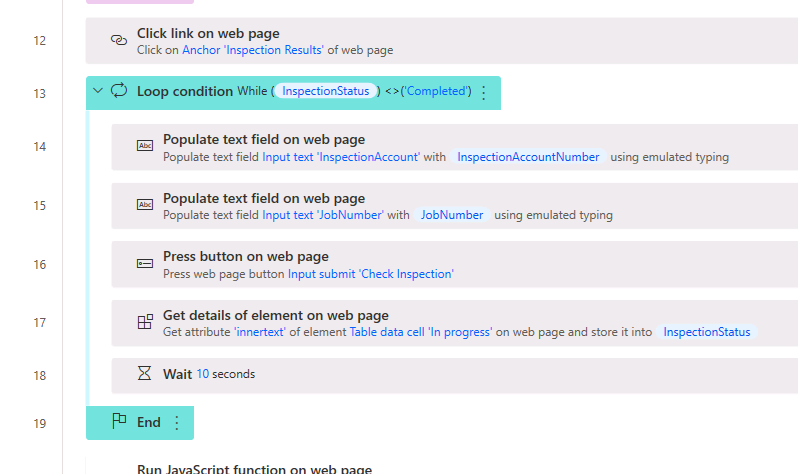 12
Click link on web page
Click on Anchor 'Inspection Results' of web page
13
Loop condition While ( InspectionStatus ) <>('Completed')
14
Abc
Populate text field on web page
Populate text field Input text 'InspectionAccount' with InspectionAccountNumber using emulated typing
15
Abc
Populate text field on web page
Populate text field Input text 'JobNumber' with JobNumber using emulated typing
16
Press button on web page
Press web page button Input submit 'Check Inspection'
17
Get details of element on web page
Get attribute 'innertext' of element Table data cell 'In progress' on web page and store it into InspectionStatus
18
Wait 10 seconds
19
End
Run JavaScript function on web page